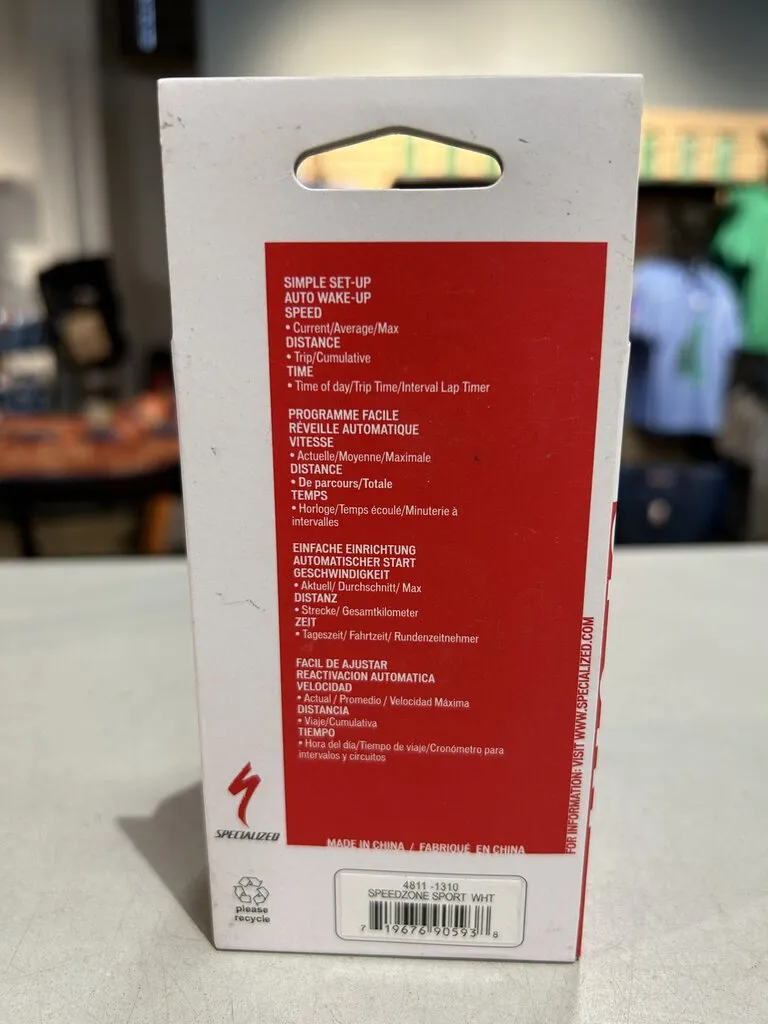 SIMPLE SET-UP
AUTO WAKE-UP
SPEED
• Current/Average/Max
DISTANCE
• Trip/Cumulative
TIME
• Time of day/Trip Time/Interval Lap Timer
PROGRAMME FACILE
RÉVEILLE AUTOMATIQUE
VITESSE
• Actuelle/Moyenne/Maximale
DISTANCE
• De parcours/Totale
TEMPS
• Horloge/Temps écoulé/Minuterie à
intervalles
EINFACHE EINRICHTUNG
AUTOMATISCHER START
GESCHWINDIGKEIT
• Aktuell/ Durchschnitt/ Max
DISTANZ
• Strecke/ Gesamtkilometer
ZEIT
• Tageszeit/ Fahrtzeit/ Rundenzeitnehmer
FACIL DE AJUSTAR
REACTIVACION AUTOMATICA
VELOCIDAD
• Actual / Promedio / Velocidad Máxima
DISTANCIA
• Viaje/Cumulativa
TIEMPO
• Hora del día/Tiempo de viaje/Cronómetro para
intervalos y círcuitos
FOR INFORMATION: VISIT WWW.SPECIALIZED.COM
SPECIALIZED
MADE IN CHINA / FABRIQUÉ EN CHINA
please
recycle
4811 -1310
SPEEDZONE SPORT WHT
7 19676 90593 8